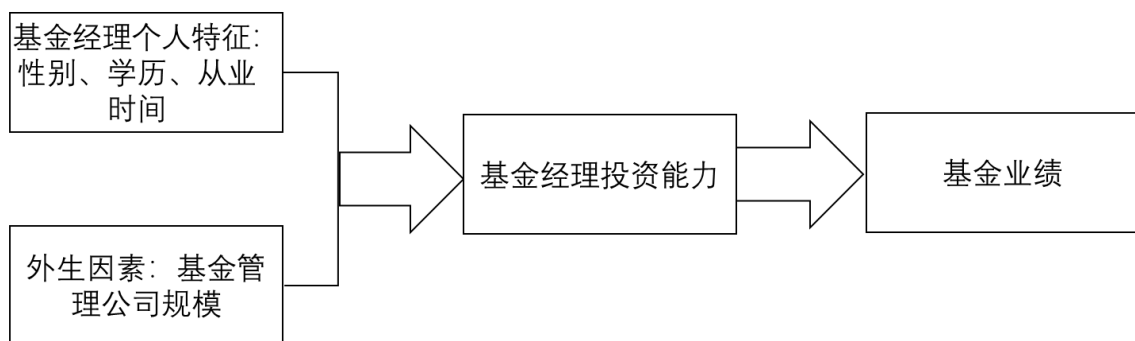 基金经理个人特征：
性别、学历、从业
时间
基金经理投资能力
基金业绩
外生因素：基金管
理公司规模